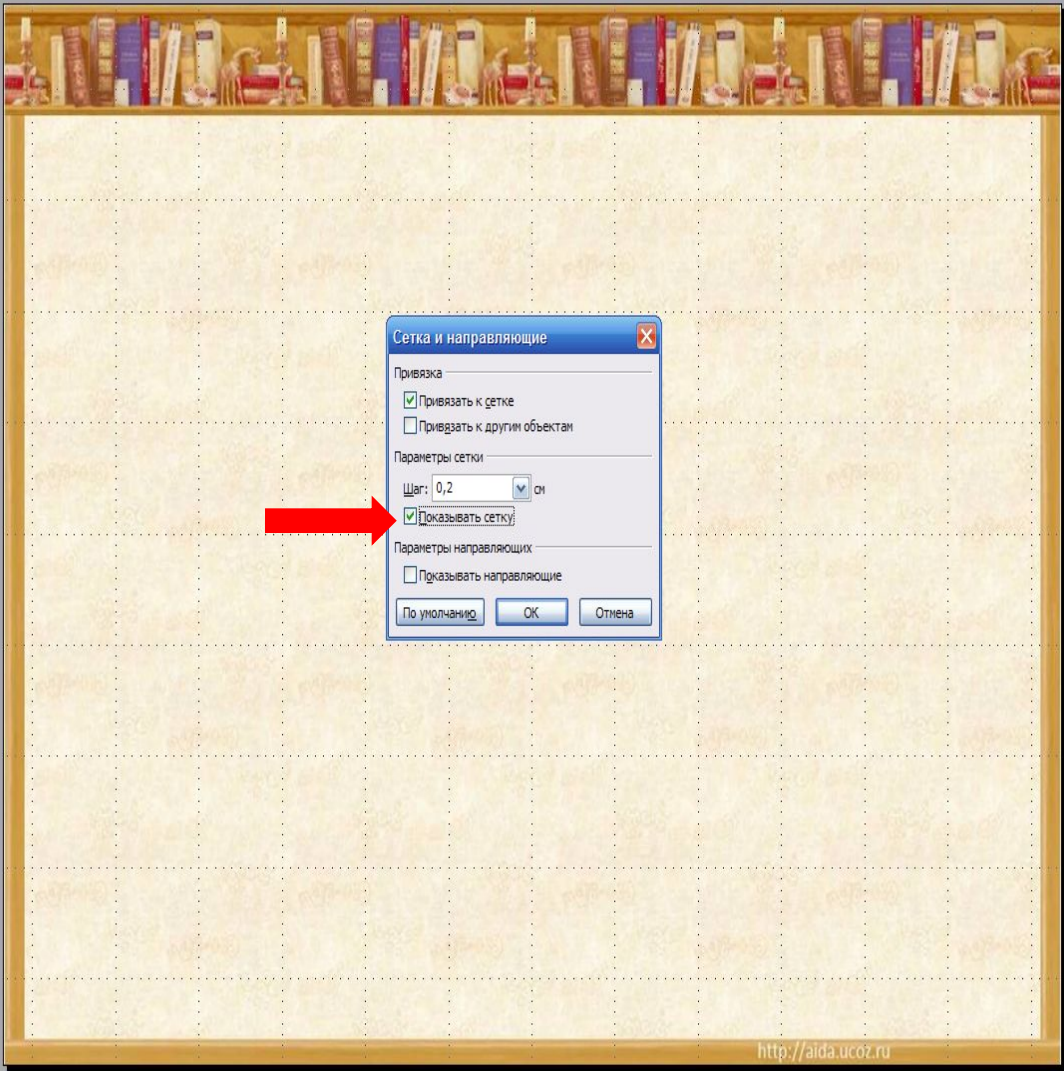 Сетка и направляющие
Привязка
Привязать к сетке
Привязать к другим объектам
Параметры сетки
Шаг: 0,2 см
Показывать сетку
Параметры направляющих
Показывать направляющие
По умолчанию ОК Отмена
http://aida.ucoz.ru